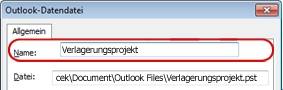 Outlook-Datendatei
Allgemein
Name: Verlagerungsprojekt
Datei: cek\Document\Outlook Files\Verlagerungsprojekt.pst